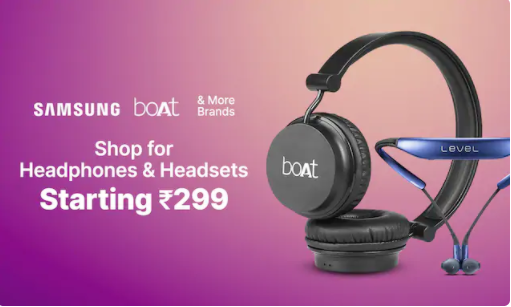 SAMSUNG boAt & More
Brands
Shop for
Headphones & Headsets
Starting ₹299
boAt
LEVEL